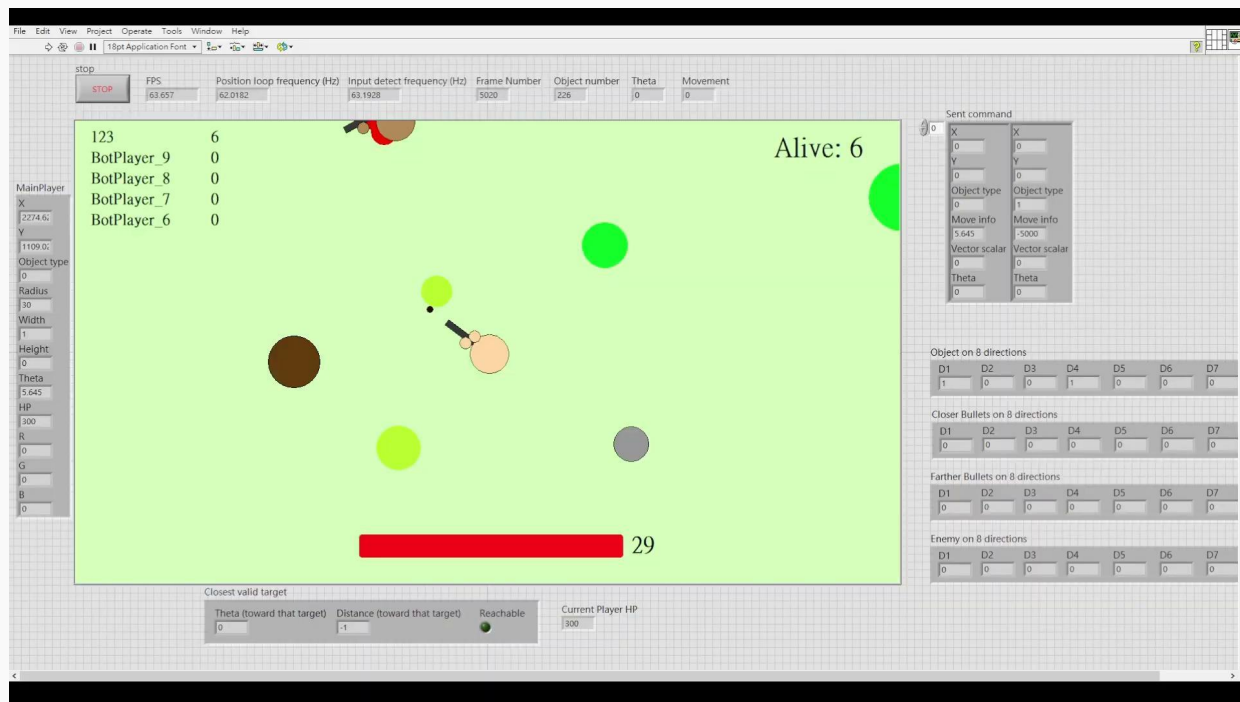 File Edit View Project Operate Tools Window Help
18pt Application Font
stop
STOP
FPS Position loop frequency (Hz) Input detect frequency (Hz) Frame Number Object number Theta Movement
63.657 62.0182 63.1928 5020 226 0 0
123 6
BotPlayer_9 0
BotPlayer_8 0
BotPlayer_7 0
BotPlayer_6 0
Alive: 6
29
MainPlayer
X
2274.6
Y
1109.0
Object type
0
Radius
30
Width
1
Height
0
Theta
5.645
HP
300
R
0
G
0
B
0
Sent command
0
X X
0 0
Y Y
0 0
Object type Object type
0 1
Move info Move info
5.645 -5000
Vector scalar Vector scalar
0 0
Theta Theta
0 0
Object on 8 directions
D1 D2 D3 D4 D5 D6 D7
1 0 0 1 0 0 0
Closer Bullets on 8 directions
D1 D2 D3 D4 D5 D6 D7
0 0 0 0 0 0 0
Farther Bullets on 8 directions
D1 D2 D3 D4 D5 D6 D7
0 0 0 0 0 0 0
Enemy on 8 directions
D1 D2 D3 D4 D5 D6 D7
0 0 0 0 0 0 0
Closest valid target
Theta (toward that target) Distance (toward that target) Reachable
0 -1
Current Player HP
300